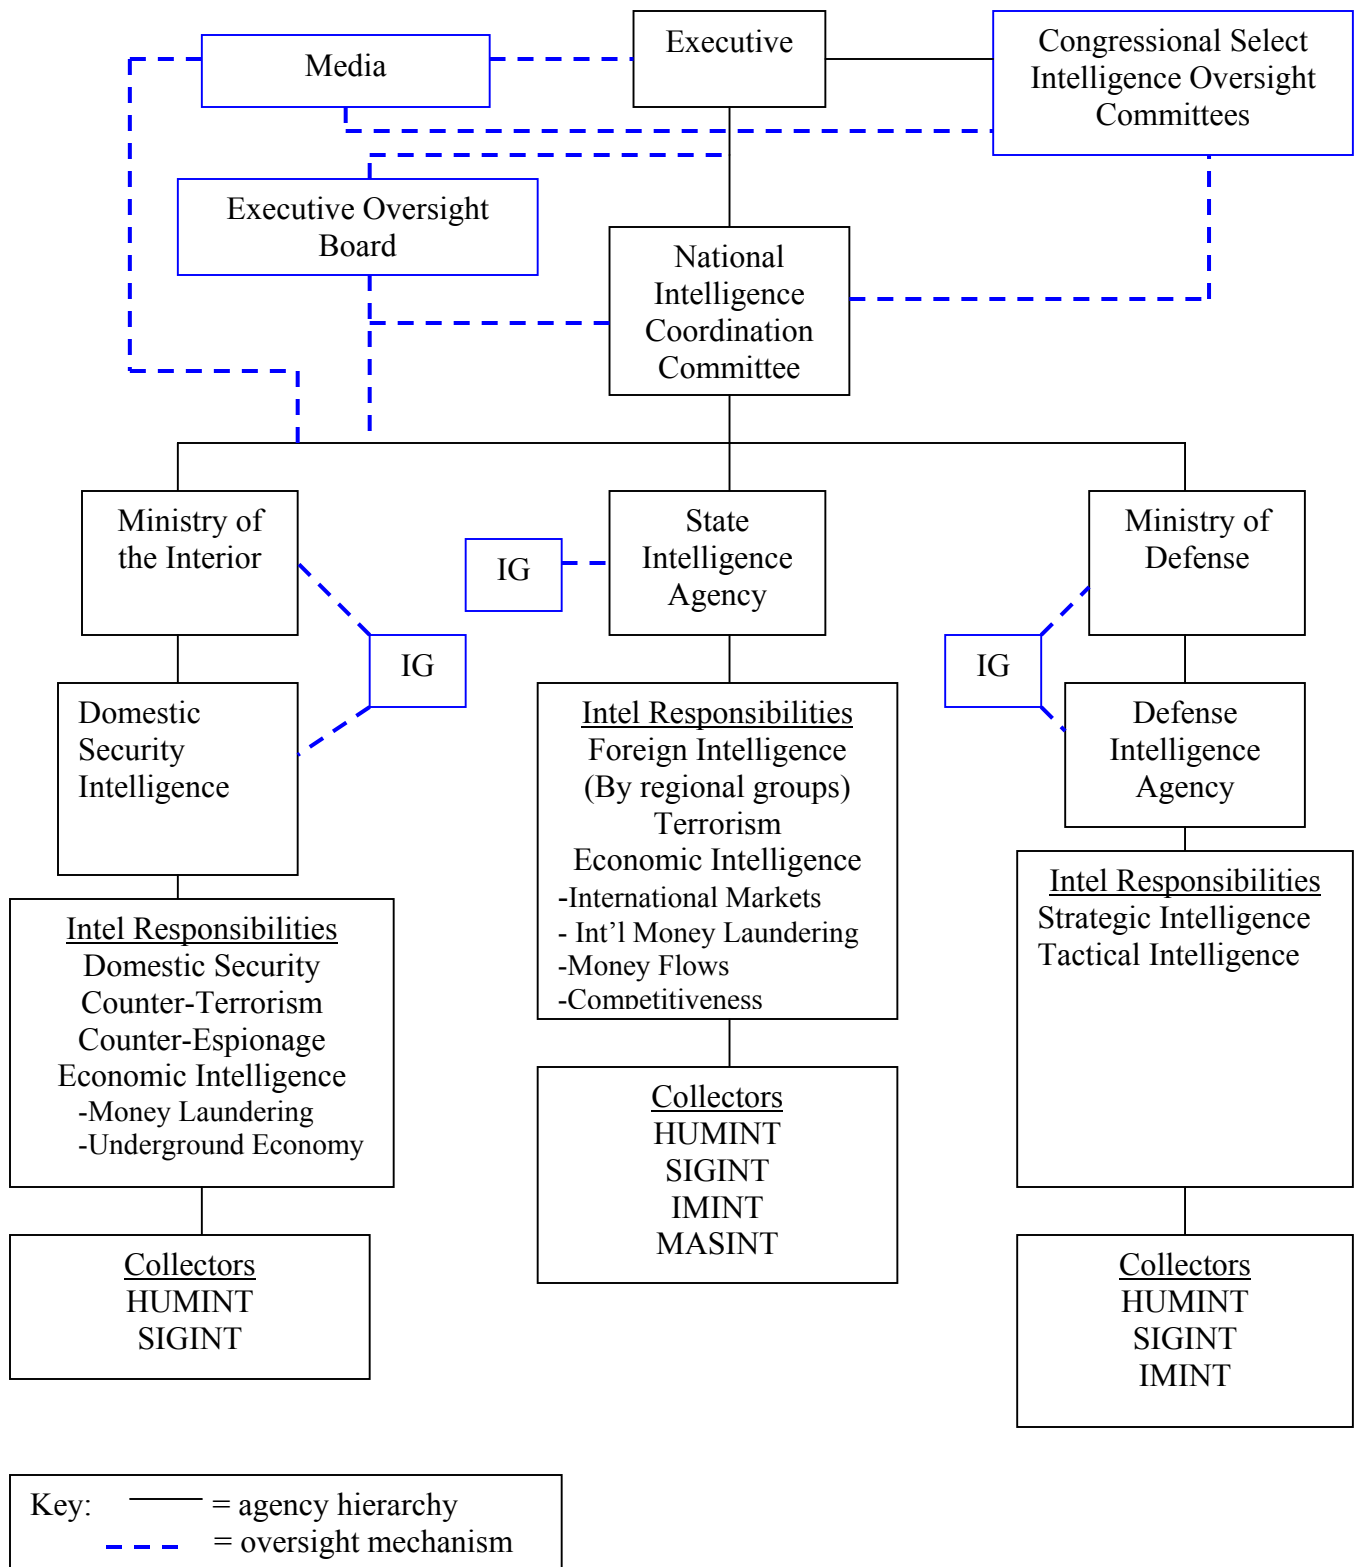 Media
Executive
Congressional Select
Intelligence Oversight
Committees
Executive Oversight
Board
National
Intelligence
Coordination
Committee
Ministry of
the Interior
IG
State
Intelligence
Agency
Ministry of
Defense
IG
IG
Domestic
Security
Intelligence
Intel Responsibilities
Foreign Intelligence
(By regional groups)
Terrorism
Economic Intelligence
-International Markets
- Int'l Money Laundering
-Money Flows
-Competitiveness
Defense
Intelligence
Agency
Intel Responsibilities
Strategic Intelligence
Tactical Intelligence
Intel Responsibilities
Domestic Security
Counter-Terrorism
Counter-Espionage
Economic Intelligence
-Money Laundering
-Underground Economy
Collectors
HUMINT
SIGINT
IMINT
MASINT
Collectors
HUMINT
SIGINT
Collectors
HUMINT
SIGINT
IMINT
Key: = agency hierarchy
= oversight mechanism